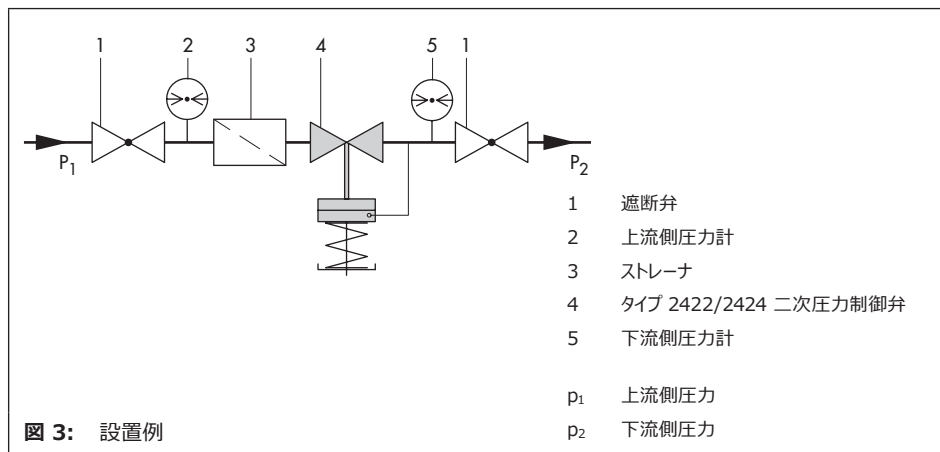 1 2 3 4 5 1
P1 P2
1 遮断弁
2 上流側圧力計
3 ストレーナ
4 タイプ 2422/2424 二次圧力制御弁
5 下流側圧力計
p1 上流側圧力
p2 下流側圧力
図 3: 設置例